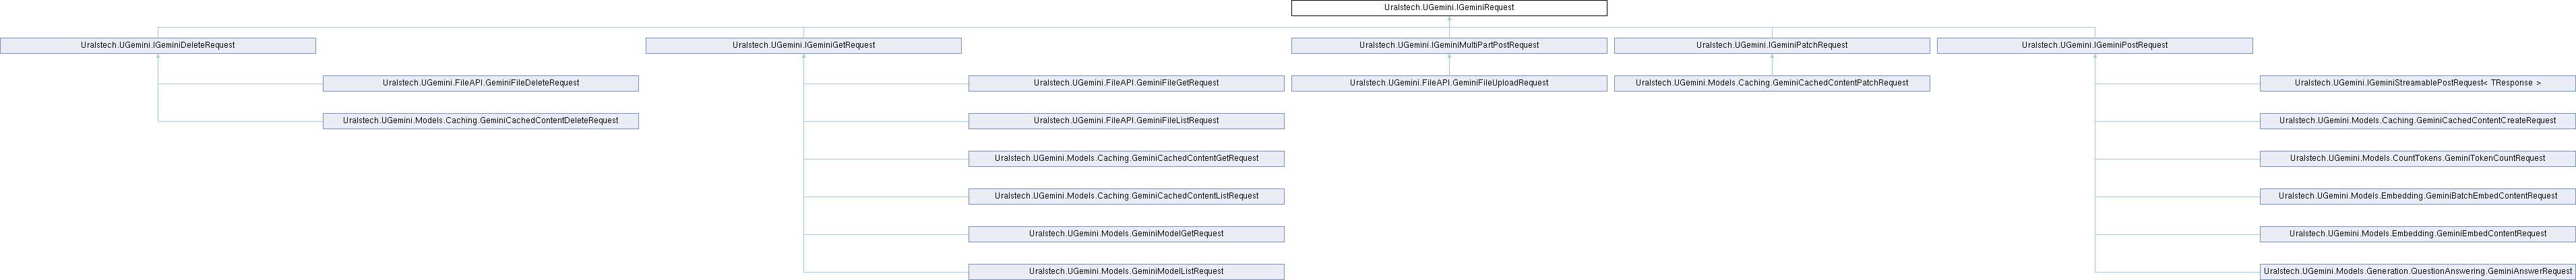 Uralstech.UGemini.IGeminiRequest
Uralstech.UGemini.IGeminiDeleteRequest
Uralstech.UGemini.IGeminiGetRequest
Uralstech.UGemini.IGeminiMultiPartPostRequest
Uralstech.UGemini.IGeminiPatchRequest
Uralstech.UGemini.IGeminiPostRequest
Uralstech.UGemini.FileAPI.GeminiFileDeleteRequest
Uralstech.UGemini.FileAPI.GeminiFileGetRequest
Uralstech.UGemini.FileAPI.GeminiFileUploadRequest
Uralstech.UGemini.Models.Caching.GeminiCachedContentPatchRequest
Uralstech.UGemini.IGeminiStreamablePostRequest< TResponse >
Uralstech.UGemini.Models.Caching.GeminiCachedContentDeleteRequest
Uralstech.UGemini.FileAPI.GeminiFileListRequest
Uralstech.UGemini.Models.Caching.GeminiCachedContentCreateRequest
Uralstech.UGemini.Models.Caching.GeminiCachedContentGetRequest
Uralstech.UGemini.Models.CountTokens.GeminiTokenCountRequest
Uralstech.UGemini.Models.Caching.GeminiCachedContentListRequest
Uralstech.UGemini.Models.Embedding.GeminiBatchEmbedContentRequest
Uralstech.UGemini.Models.GeminiModelGetRequest
Uralstech.UGemini.Models.Embedding.GeminiEmbedContentRequest
Uralstech.UGemini.Models.GeminiModelListRequest
Uralstech.UGemini.Models.Generation.QuestionAnswering.GeminiAnswerRequest